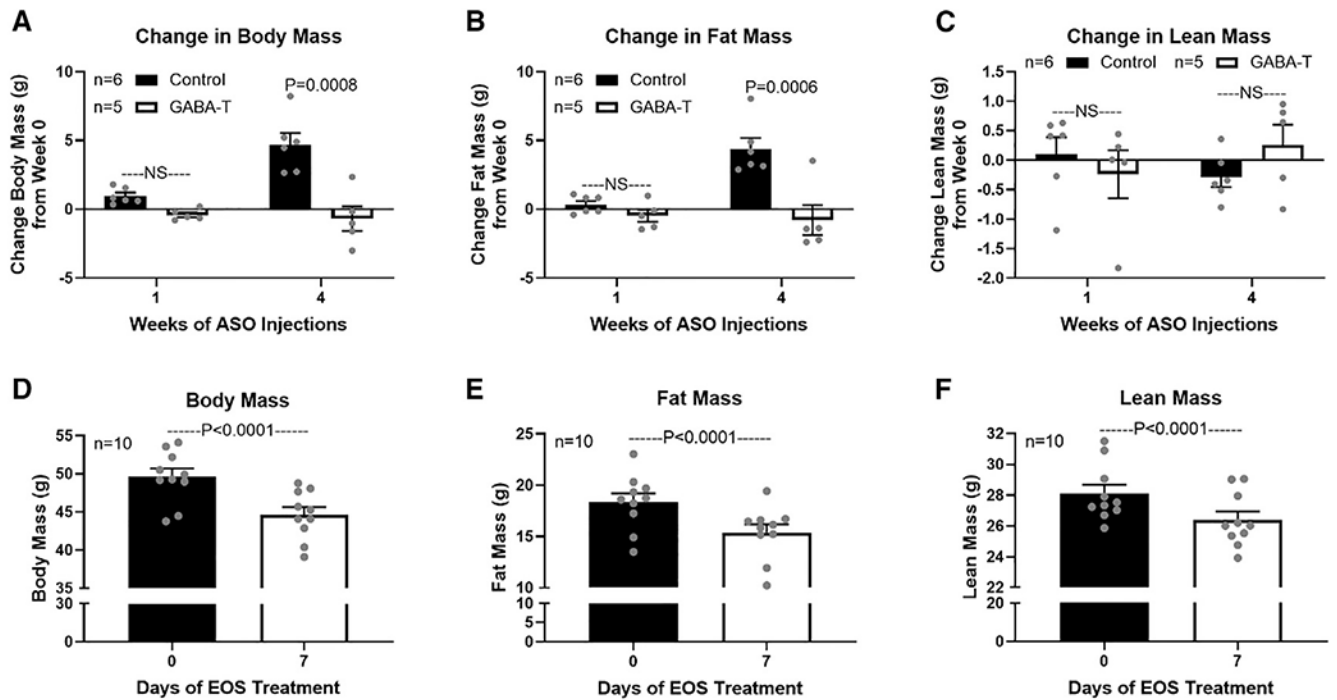 A
Change in Body Mass
Change Body Mass (g)
from Week 0
10
5
0
-5
n=6 Control
n=5 GABA-T
P=0.0008
----NS----
1
4
Weeks of ASO Injections
B
Change in Fat Mass
Change Fat Mass (g)
from Week 0
10
5
0
-5
n=6 Control
n=5 GABA-T
P=0.0006
----NS----
1
4
Weeks of ASO Injections
C
Change in Lean Mass
n=6 Control n=5 GABA-T
Change Lean Mass (g)
from Week 0
1.5
1.0
0.5
0.0
-0.5
-1.0
-1.5
-2.0
----NS----
----NS----
1
4
Weeks of ASO Injections
D
Body Mass
Body Mass (g)
55
50
45
40
35
30
0
n=10
------P<0.0001------
0
7
Days of EOS Treatment
E
Fat Mass
Fat Mass (g)
25
20
15
10
10
5
0
n=10
-----P<0.0001-----
0
7
Days of EOS Treatment
F
Lean Mass
Lean Mass (g)
32
30
28
26
24
22
20
0
n=10
-----P<0.0001-----
0
7
Days of EOS Treatment